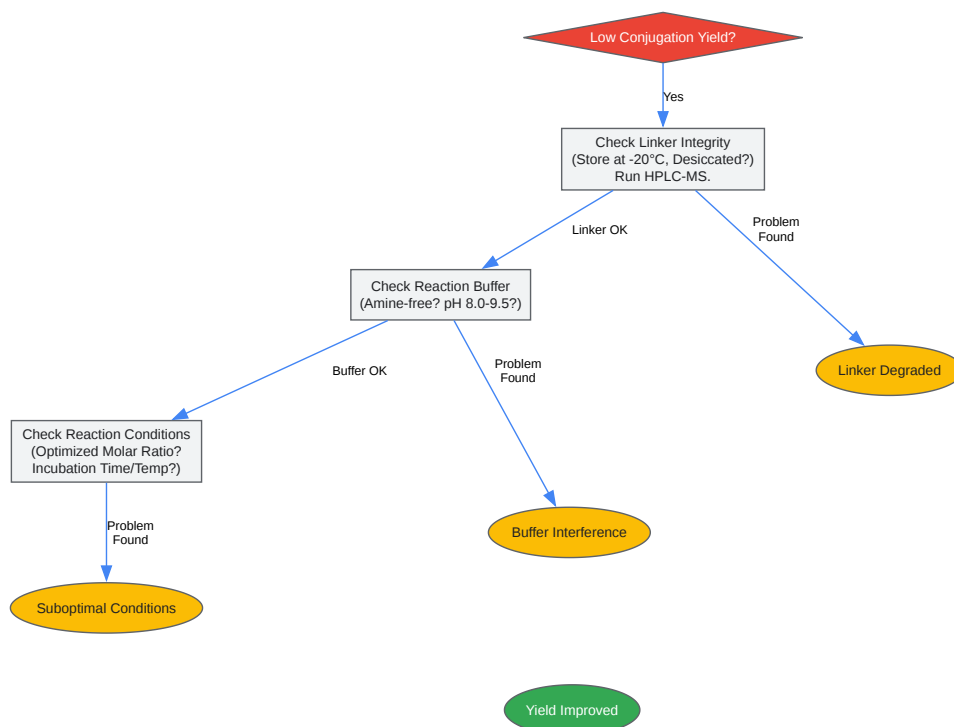 Low Conjugation Yield?
Yes
Check Linker Integrity
(Store at -20°C, Desiccated?)
Run HPLC-MS.
Linker OK
Problem
Found
Check Reaction Buffer
(Amine-free? pH 8.0-9.5?)
Buffer OK
Problem
Found
Linker Degraded
Check Reaction Conditions
(Optimized Molar Ratio?
Incubation Time/Temp?)
Problem
Found
Buffer Interference
Suboptimal Conditions
Yield Improved